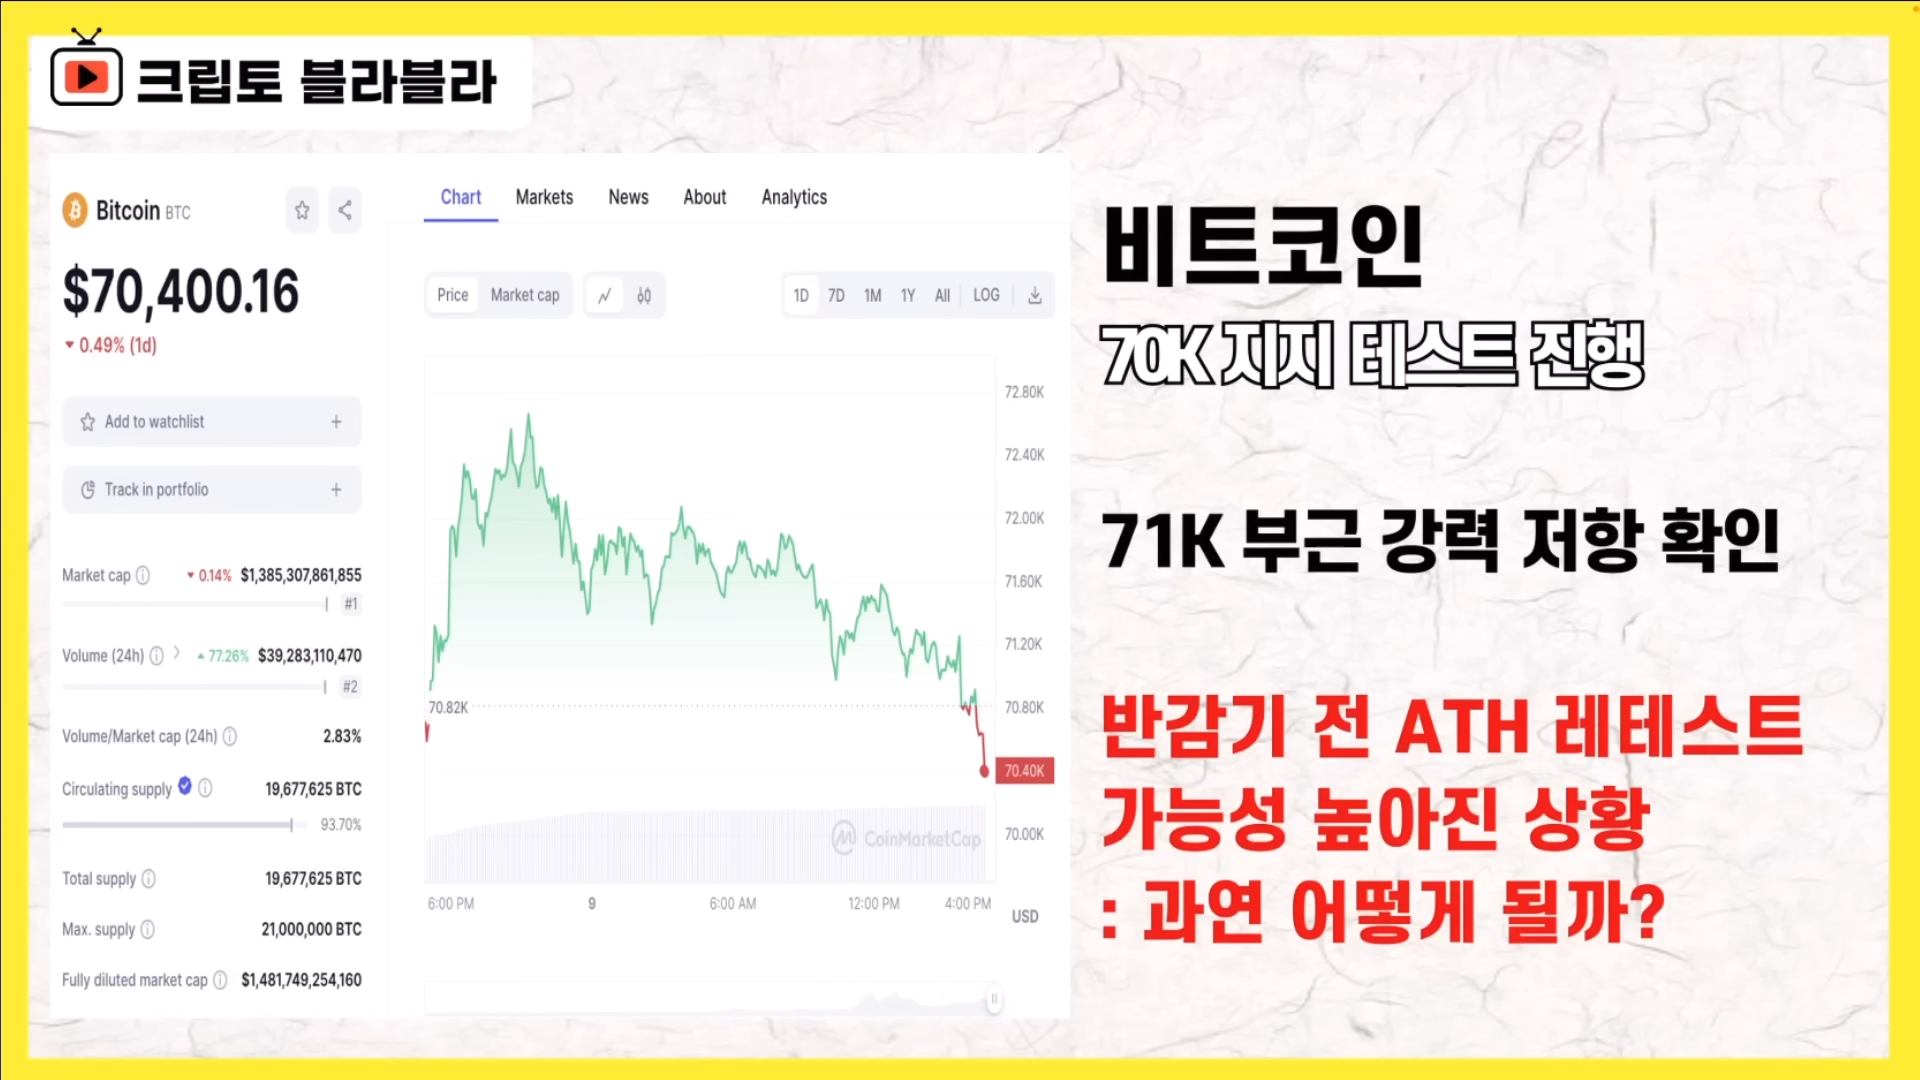 크립토 블라블라
Bitcoin BTC
$70,400.16
0.49% (1d)
Add to watchlist +
Track in portfolio +
Market cap 0.14% $1,385,307,861,855
#1
Volume (24h) 77.26% $39,283,110,470
#2
Volume/Market cap (24h) 2.83%
Circulating supply 19,677,625 BTC
93.70%
Total supply 19,677,625 BTC
Max. supply 21,000,000 BTC
Fully diluted market cap $1,481,749,254,160
Chart Markets News About Analytics
Price Market cap 1D 7D 1M 1Y All LOG
72.80K
72.40K
72.00K
71.60K
71.20K
70.82K 70.80K
70.40K
CoinMarketCap
70.00K
6:00 PM 9 6:00 AM 12:00 PM 4:00 PM
USD
비트코인
70K 지지 테스트 진행
71K 부근 강력 저항 확인
반감기 전 ATH 레테스트
가능성 높아진 상황
: 과연 어떻게 될까?